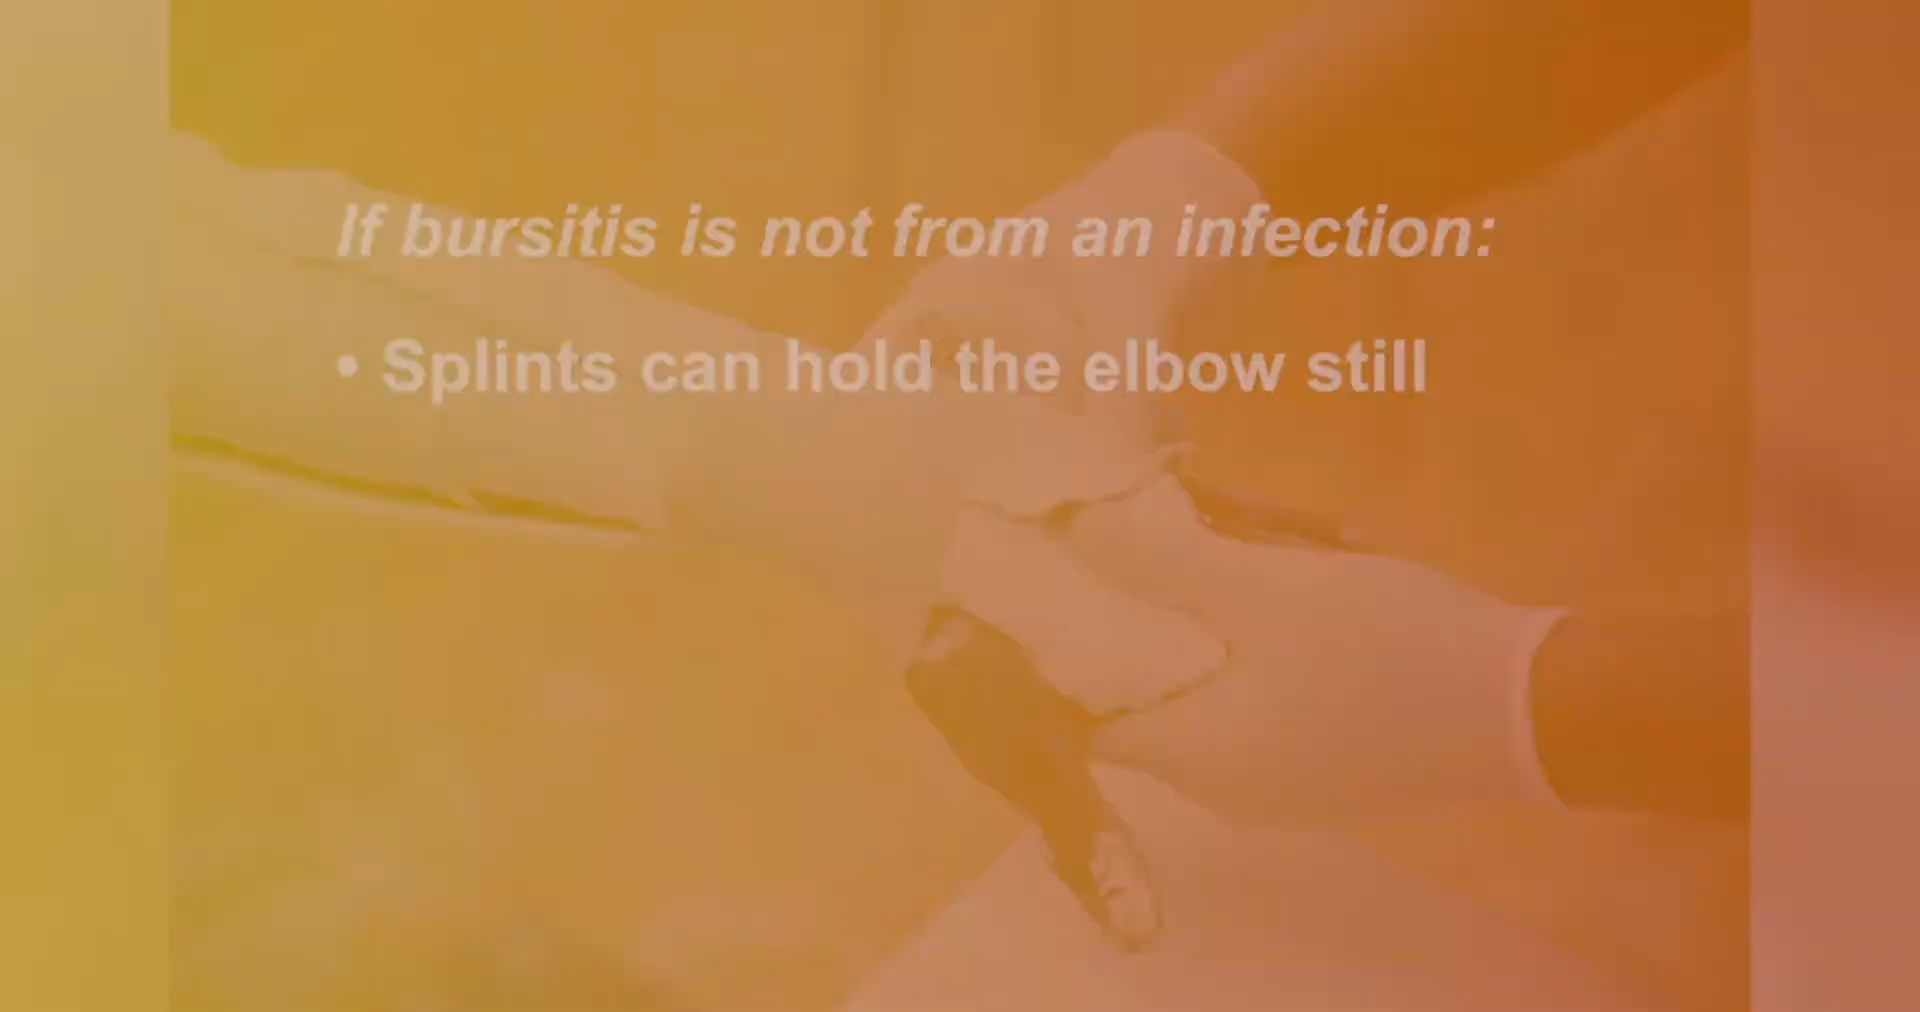 If bursitis is not from an infection:
• Splints can hold the elbow still